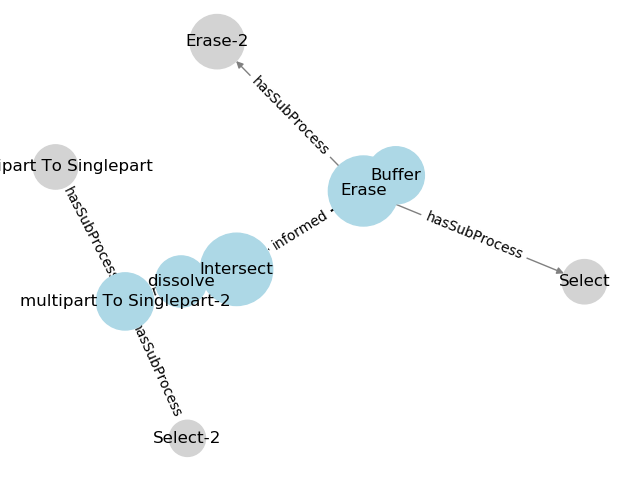 Erase-2
hasSubProcess
ipart To Singlepart
Buffer
Erase
hasSubProcess
hasSubProcess
informed
Intersect
dissolve
Select
multipart To Singlepart-2
hasSubProcess
Select-2